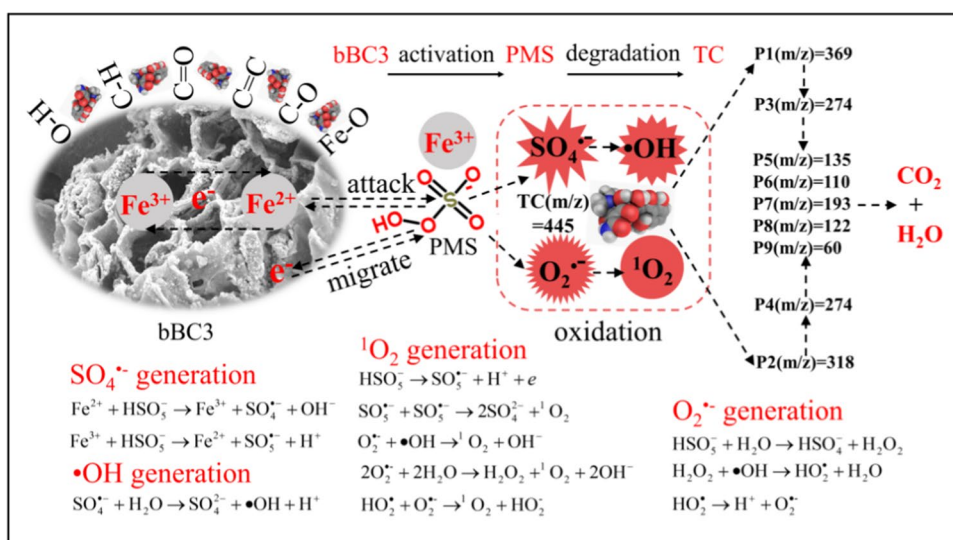 bBC3 activation PMS degradation TC
H-O
C-H
C=O
C=C
C-O
Fe-O
Fe³⁺
e⁻
Fe²⁺
e⁻
bBC3
attack
migrate
Fe³⁺
O
O
S
O
O
HO
-
PMS
SO₄•⁻
•OH
TC(m/z)
=445
O₂•⁻
¹O₂
oxidation
P1(m/z)=369
P3(m/z)=274
P5(m/z)=135
P6(m/z)=110
P7(m/z)=193
P8(m/z)=122
P9(m/z)=60
P4(m/z)=274
P2(m/z)=318
CO₂
+
H₂O
SO₄•⁻ generation
Fe²⁺ + HSO₅⁻ → Fe³⁺ + SO₄•⁻ + OH⁻
Fe³⁺ + HSO₅⁻ → Fe²⁺ + SO₅•⁻ + H⁺
•OH generation
SO₄•⁻ + H₂O → SO₄²⁻ + •OH + H⁺
¹O₂ generation
HSO₅⁻ → SO₅•⁻ + H⁺ + e
SO₅•⁻ + SO₅•⁻ → 2SO₄²⁻ + ¹O₂
O₂•⁻ + •OH → ¹O₂ + OH⁻
2O₂•⁻ + 2H₂O → H₂O₂ + ¹O₂ + 2OH⁻
HO₂• + O₂•⁻ → ¹O₂ + HO₂⁻
O₂•⁻ generation
HSO₅⁻ + H₂O → HSO₄⁻ + H₂O₂
H₂O₂ + •OH → HO₂• + H₂O
HO₂• → H⁺ + O₂•⁻